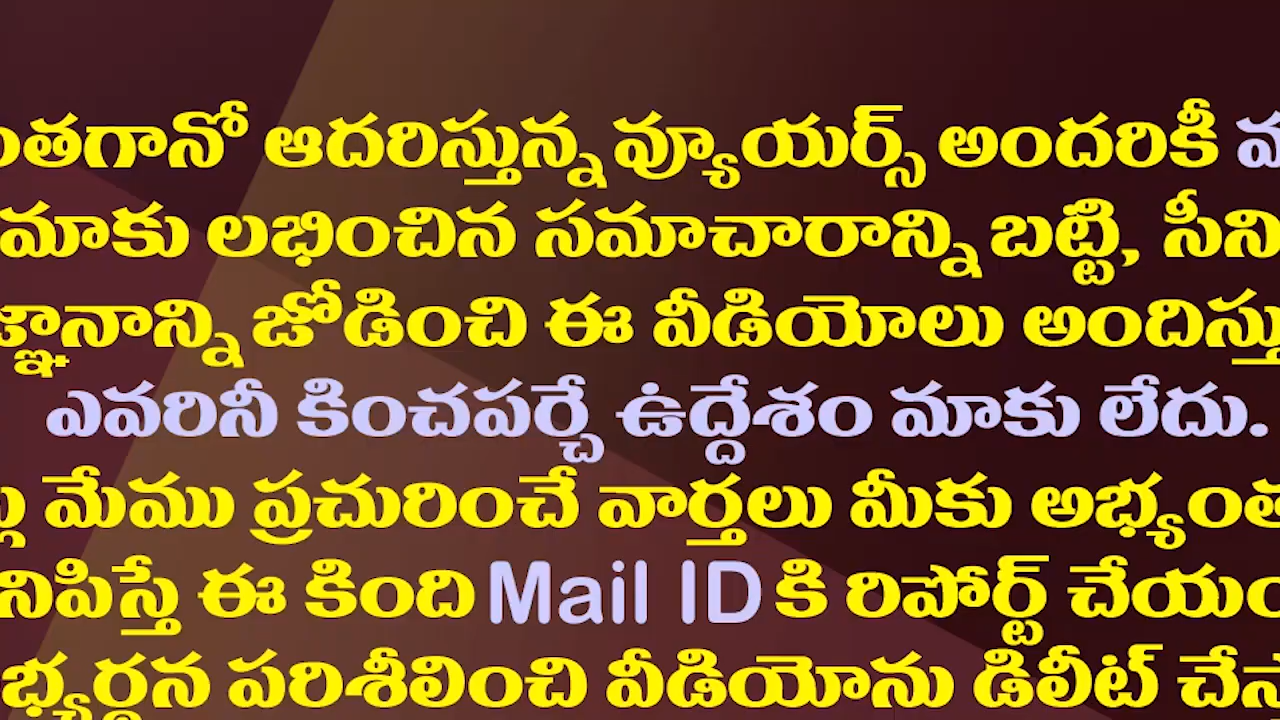 ంతగానో ఆదరిస్తున్న వ్యూయర్స్ అందరికీ
మాకు లభించిన సమాచారాన్ని బట్టి, సీని
జ్ఞానాన్ని జోడించి ఈ వీడియోలు అందిస్తు
ఎవరినీ కించపర్చే ఉద్దేశం మాకు లేదు.
మేము ప్రచురించే వార్తలు మీకు అభ్యంత
నిపిస్తే ఈ కింది Mail ID కి రిపోర్ట్ చేయం
భ్యర్థన పరిశీలించి వీడియోను డిలీట్ చేస